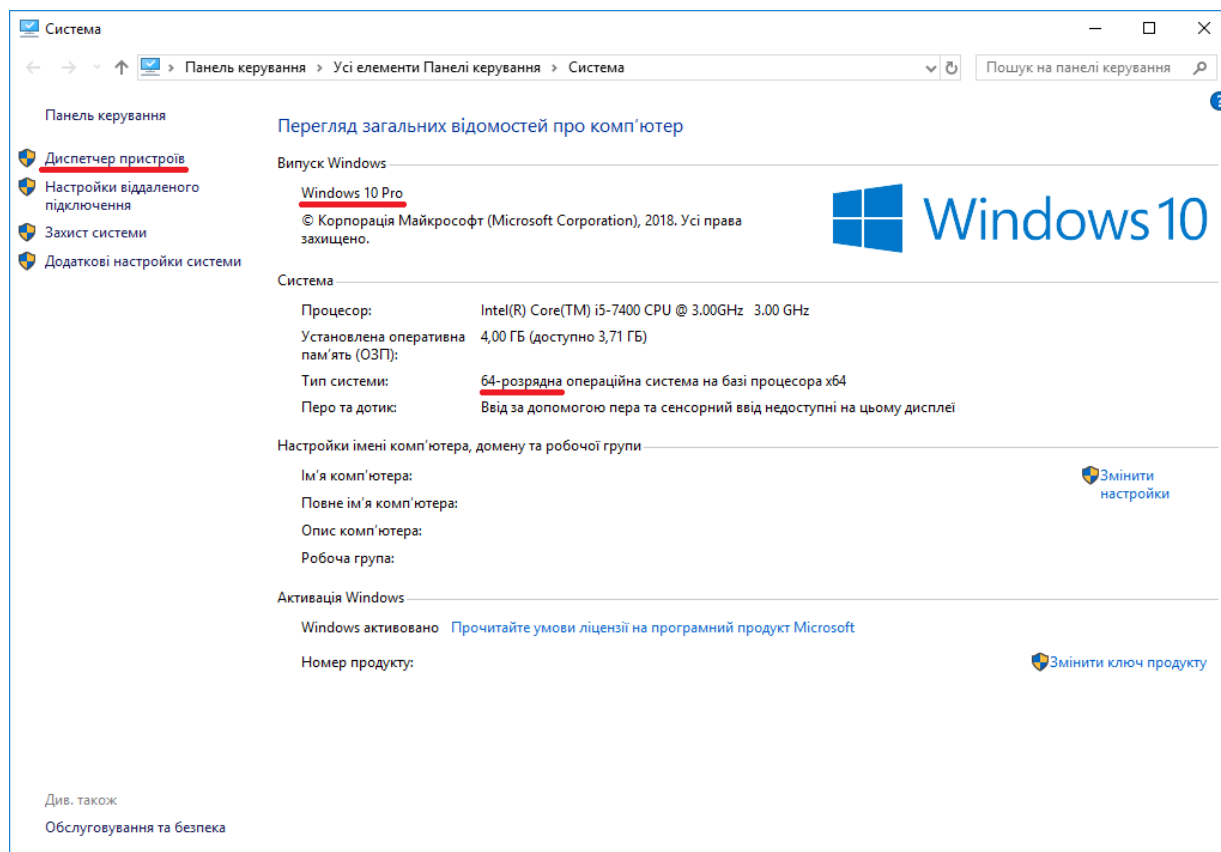 Система
Панель керування › Усі елементи Панелі керування › Система
Пошук на панелі керування
Панель керування
Диспетчер пристроїв
Настройки віддаленого
підключення
Захист системи
Додаткові настройки системи
Перегляд загальних відомостей про комп'ютер
Випуск Windows
Windows 10 Pro
© Корпорація Майкрософт (Microsoft Corporation), 2018. Усі права
захищено.
Windows 10
Система
Процесор: Intel(R) Core(TM) i5-7400 CPU @ 3.00GHz 3.00 GHz
Установлена оперативна 4,00 ГБ (доступно 3,71 ГБ)
пам'ять (ОЗП):
Тип системи: 64-розрядна операційна система на базі процесора x64
Перо та дотик: Ввід за допомогою пера та сенсорний ввід недоступні на цьому дисплеї
Настройки імені комп'ютера, домену та робочої групи
Ім'я комп'ютера:
Змінити
настройки
Повне ім'я комп'ютера:
Опис комп'ютера:
Робоча група:
Активація Windows
Windows активовано Прочитайте умови ліцензії на програмний продукт Microsoft
Номер продукту:
Змінити ключ продукту
Див. також
Обслуговування та безпека